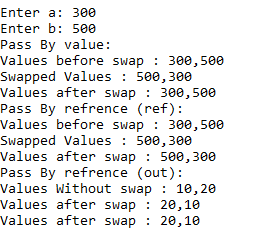 Enter a: 300
Enter b: 500
Pass By value:
Values before swap : 300,500
Swapped Values : 500,300
Values after swap : 300,500
Pass By refrence (ref):
Values before swap : 300,500
Swapped Values : 500,300
Values after swap : 500,300
Pass By refrence (out):
Values Without swap : 10,20
Values after swap : 20,10
Values after swap : 20,10